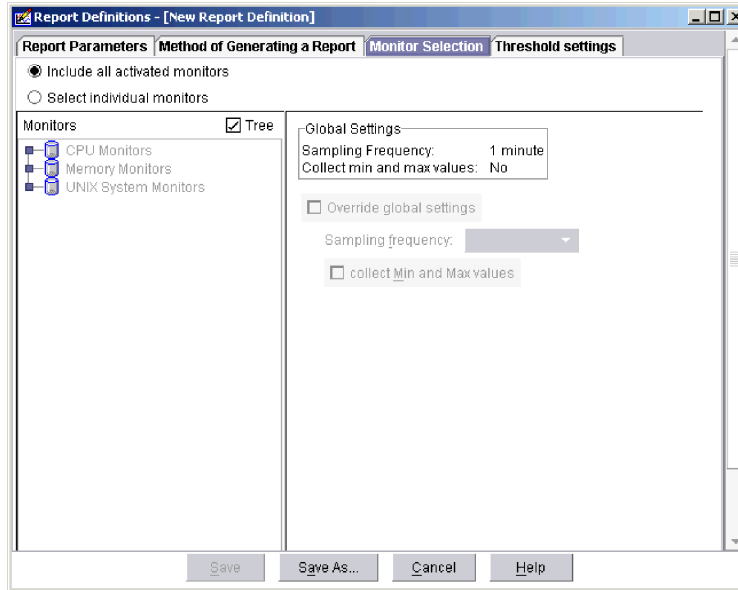 Report Definitions - [New Report Definition]
Report Parameters Method of Generating a Report Monitor Selection Threshold settings
Include all activated monitors
Select individual monitors
Monitors Tree
CPU Monitors
Memory Monitors
UNIX System Monitors
Global Settings
Sampling Frequency: 1 minute
Collect min and max values: No
Override global settings
Sampling frequency:
collect Min and Max values
Save Save As... Cancel Help